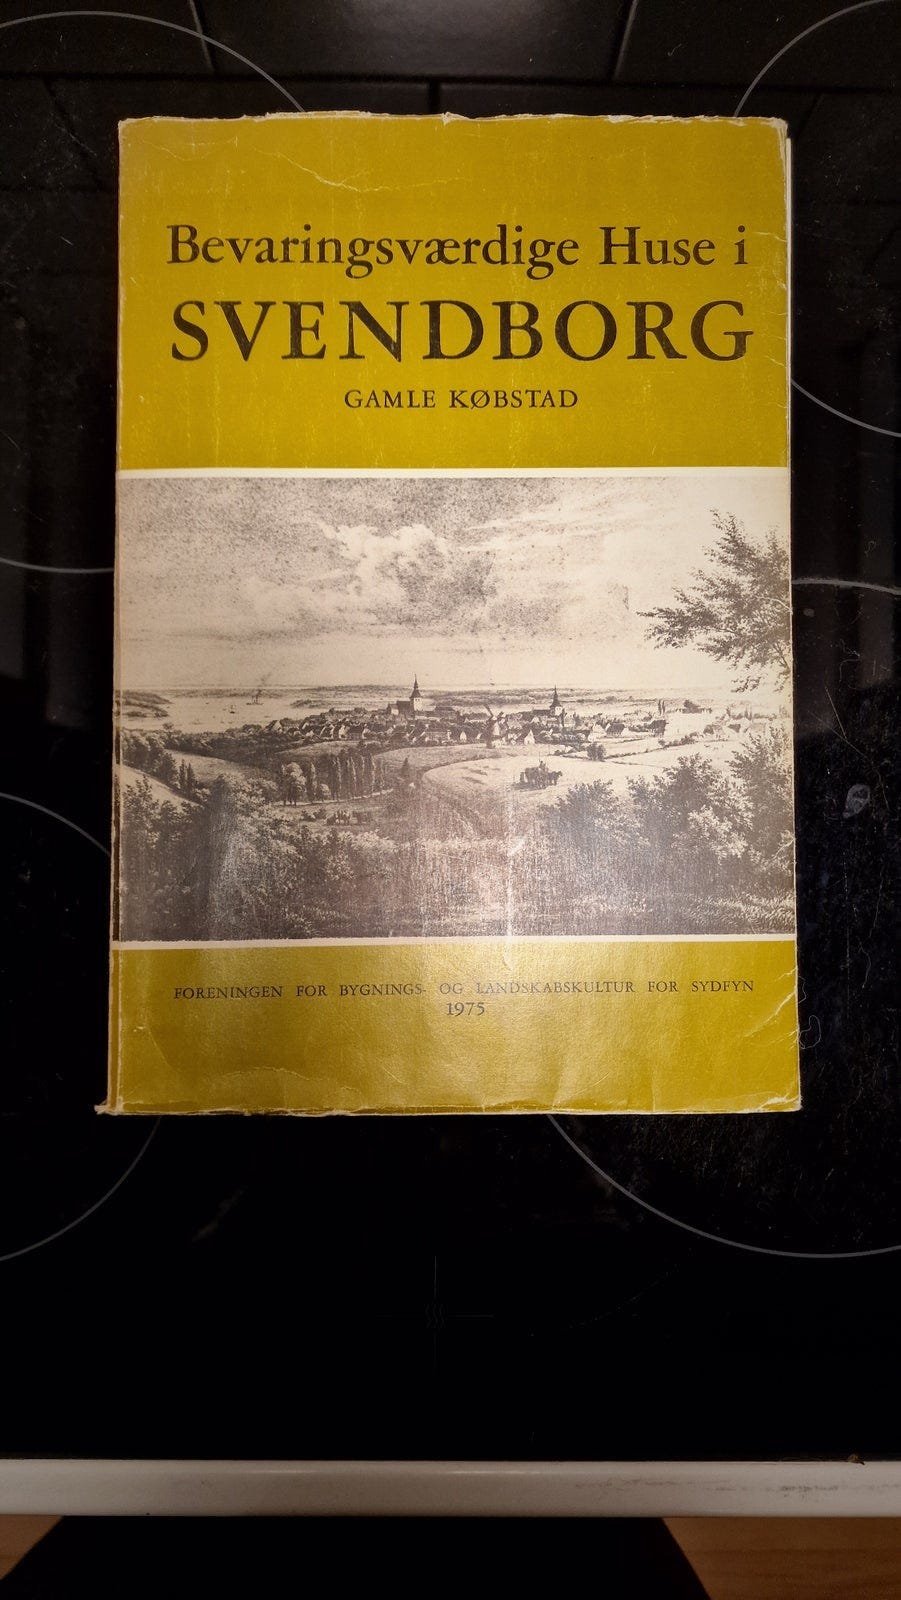 Bevaringsværdige Huse i
SVENDBORG
GAMLE KØBSTAD
FORENINGEN FOR BYGNINGS- OG LANDSKABSKULTUR FOR SYDFYN
1975